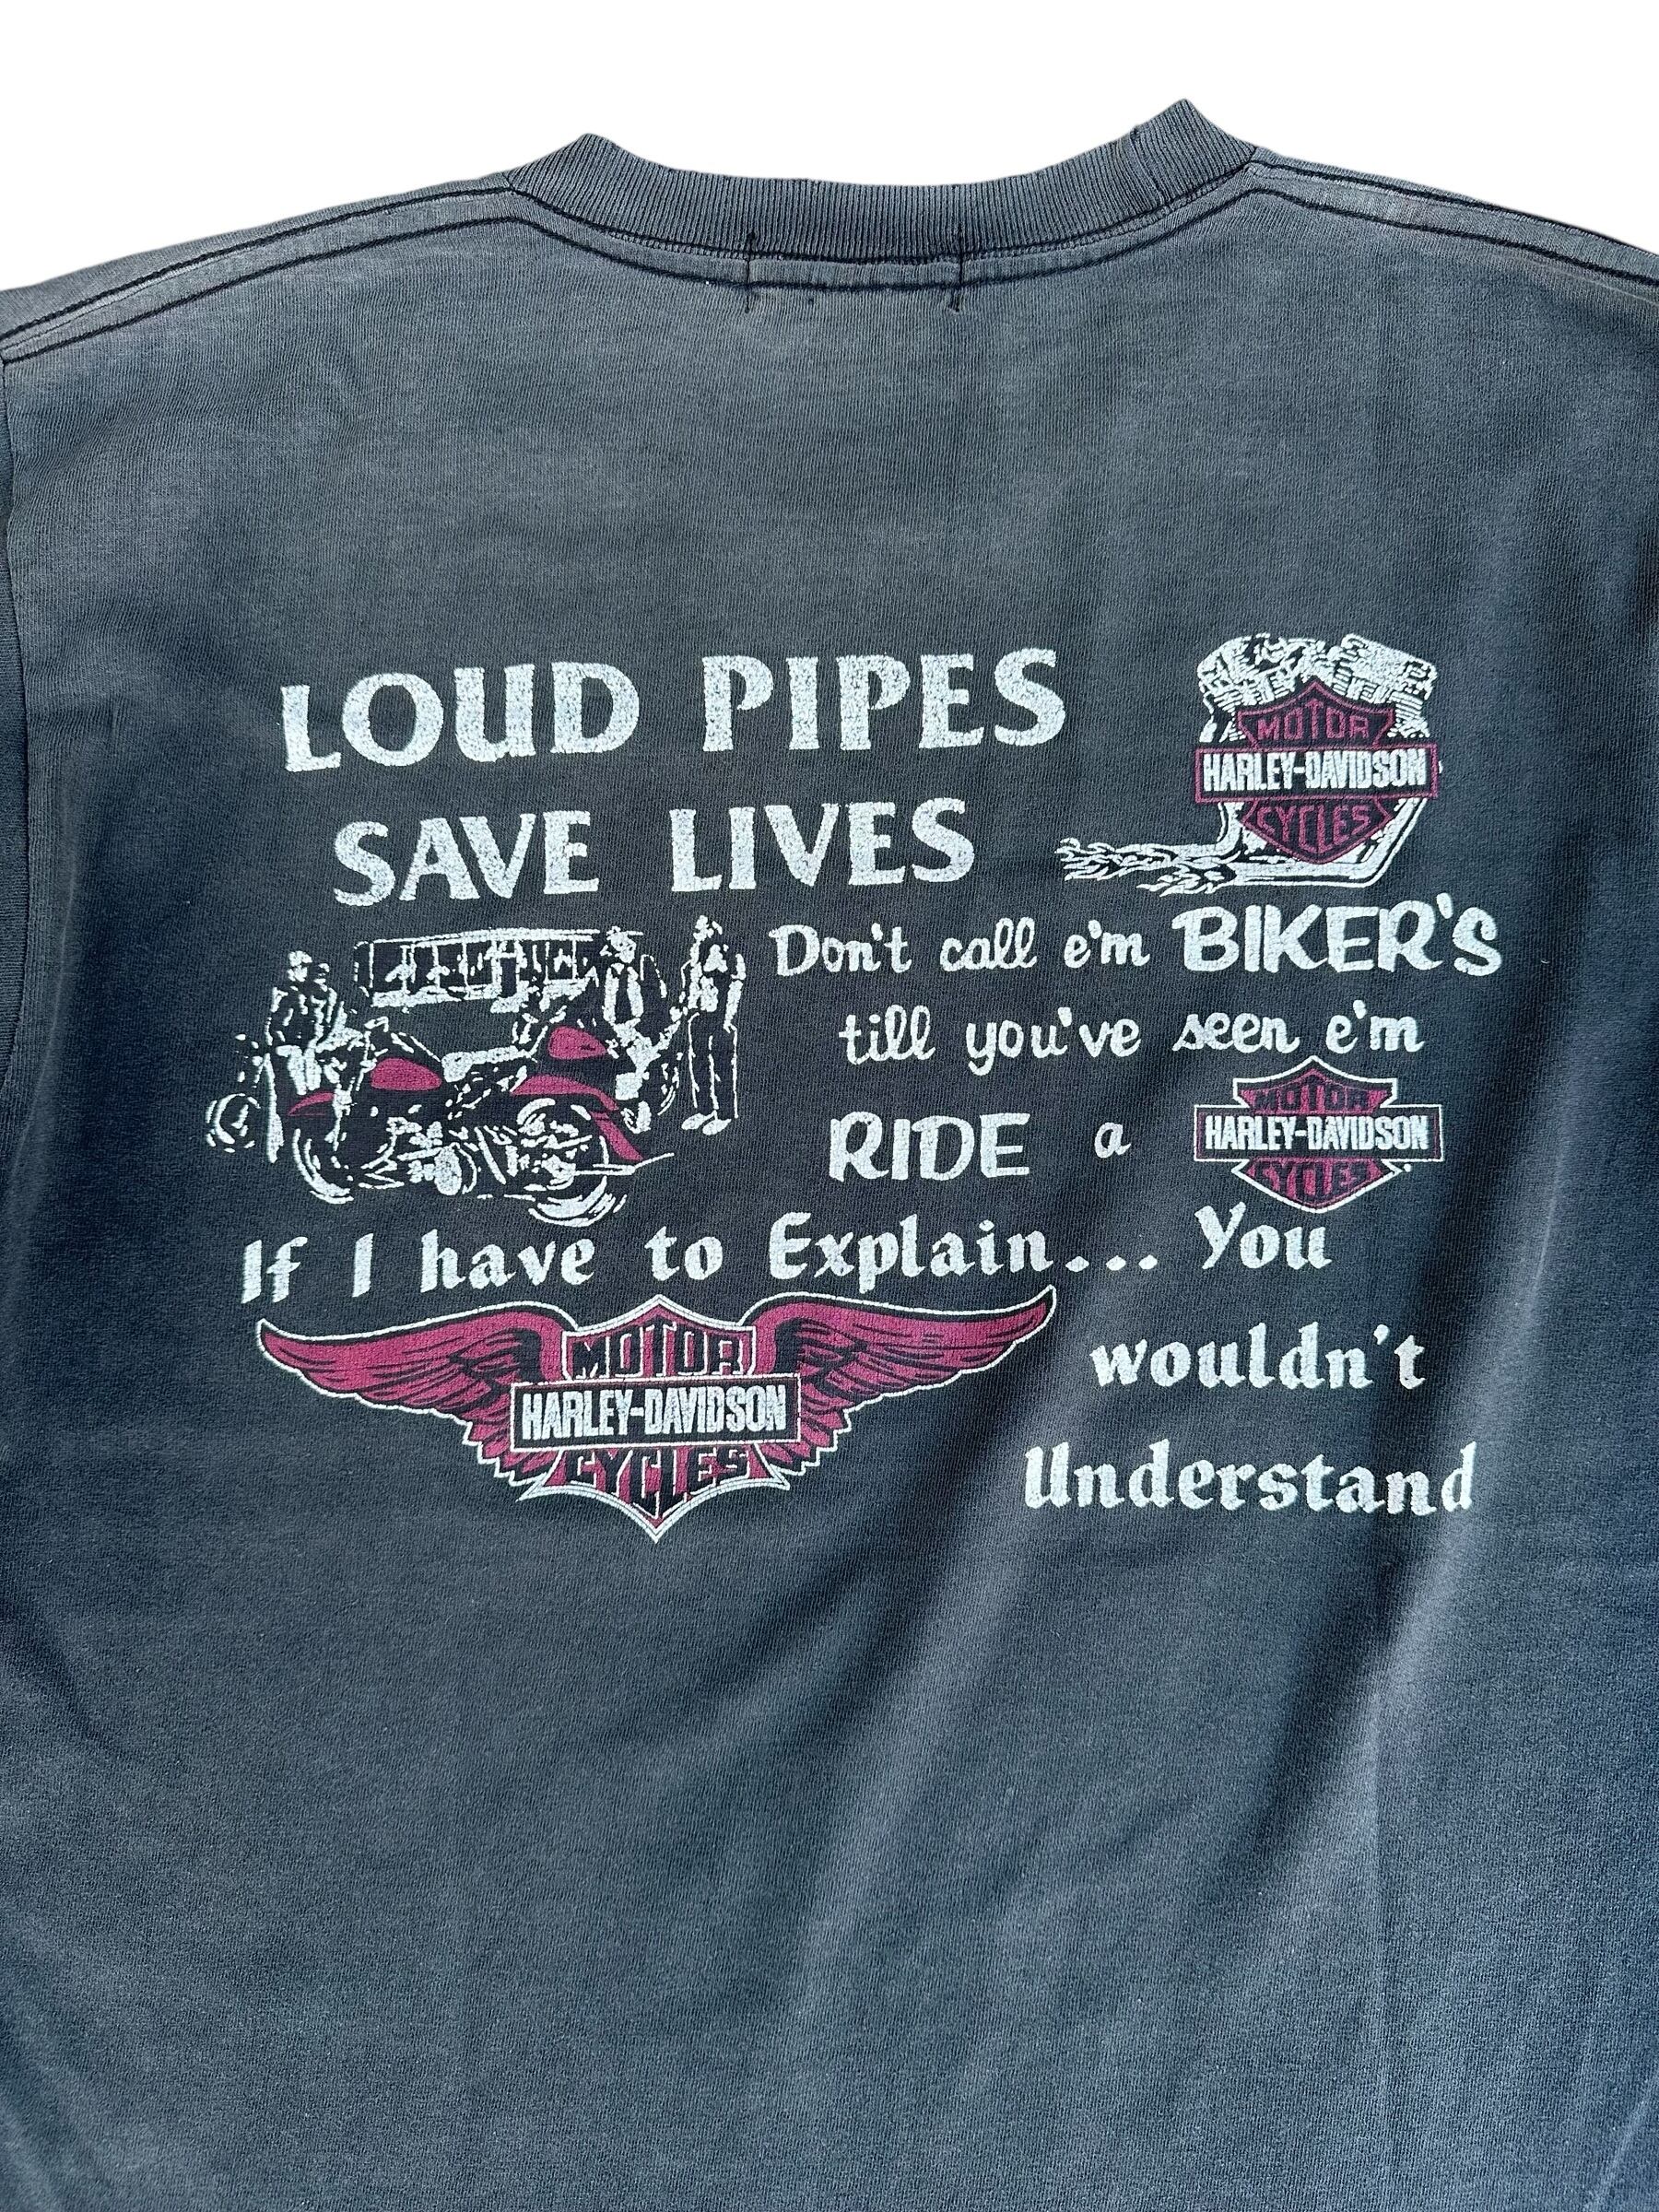 LOUD PIPES
SAVE LIVES
MOTOR
HARLEY-DAVIDSON
CYCLES
Don't call e'm BIKER'S
till you've seen e'm
RIDE a
MOTOR
HARLEY-DAVIDSON
CYCLES
If I have to Explain... You
wouldn't
Understand
MOTOR
HARLEY-DAVIDSON
CYCLES